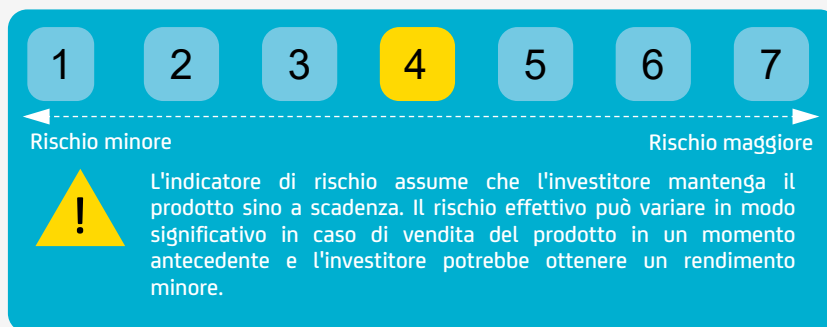 1 2 3 4 5 6 7
Rischio minore Rischio maggiore
!
L'indicatore di rischio assume che l'investitore mantenga il
prodotto sino a scadenza. Il rischio effettivo può variare in modo
significativo in caso di vendita del prodotto in un momento
antecedente e l'investitore potrebbe ottenere un rendimento
minore.